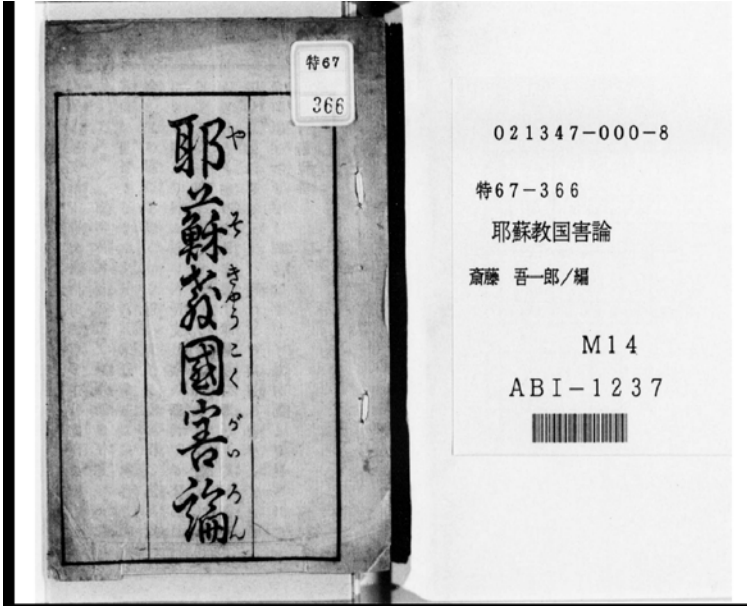 特67
366
耶蘇教國害論
やそきやうこくがいろん
021347-000-8
特67-366
耶蘇教国害論
斎藤 吾一郎/編
M14
ABI-1237